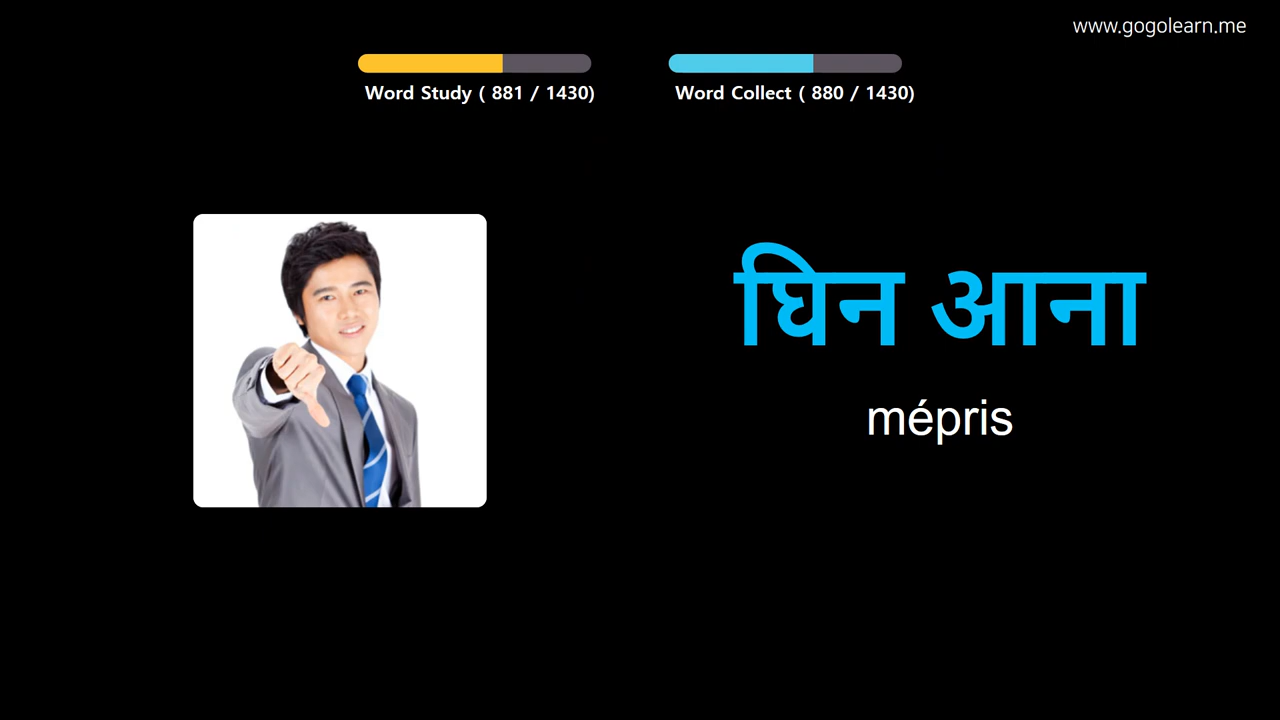 www.gogolearn.me
Word Study ( 881 / 1430)
Word Collect ( 880 / 1430)
घिन आना
mépris